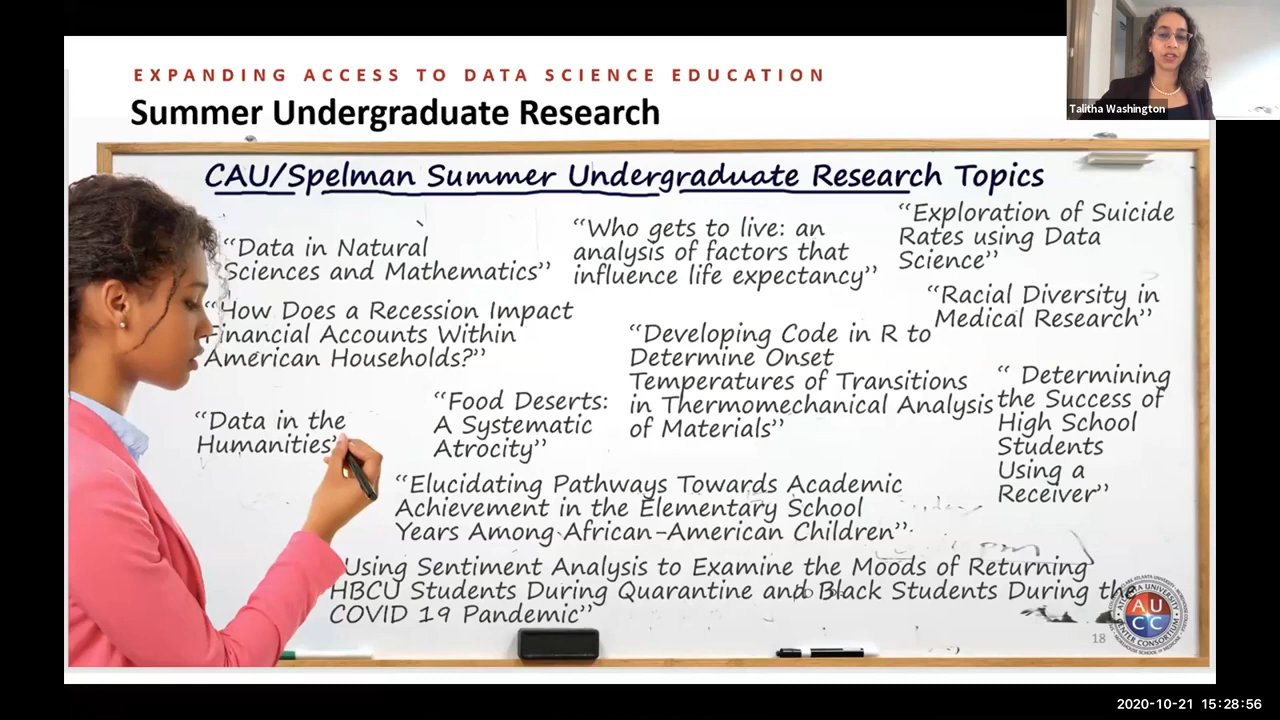 EXPANDING ACCESS TO DATA SCIENCE EDUCATION
Summer Undergraduate Research
Talitha Washington
CAU/Spelman Summer Undergraduate Research Topics
“Data in Natural
Sciences and Mathematics”
“Who gets to live: an
analysis of factors that
influence life expectancy”
“Exploration of Suicide
Rates using Data
Science”
“How Does a Recession Impact
Financial Accounts Within
American Households?”
“Racial Diversity in
Medical Research”
“Developing Code in R to
Determine Onset
Temperatures of Transitions
in Thermomechanical Analysis
of Materials”
“ Determining
the Success of
High School
Students
Using a
Receiver”
“Data in the
Humanities”
“Food Deserts:
A Systematic
Atrocity”
“Elucidating Pathways Towards Academic
Achievement in the Elementary School
Years Among African-American Children”
Using Sentiment Analysis to Examine the Moods of Returning
HBCU Students During Quarantine and Black Students During the
COVID 19 Pandemic”
AU
CC
18
2020-10-21 15:28:56